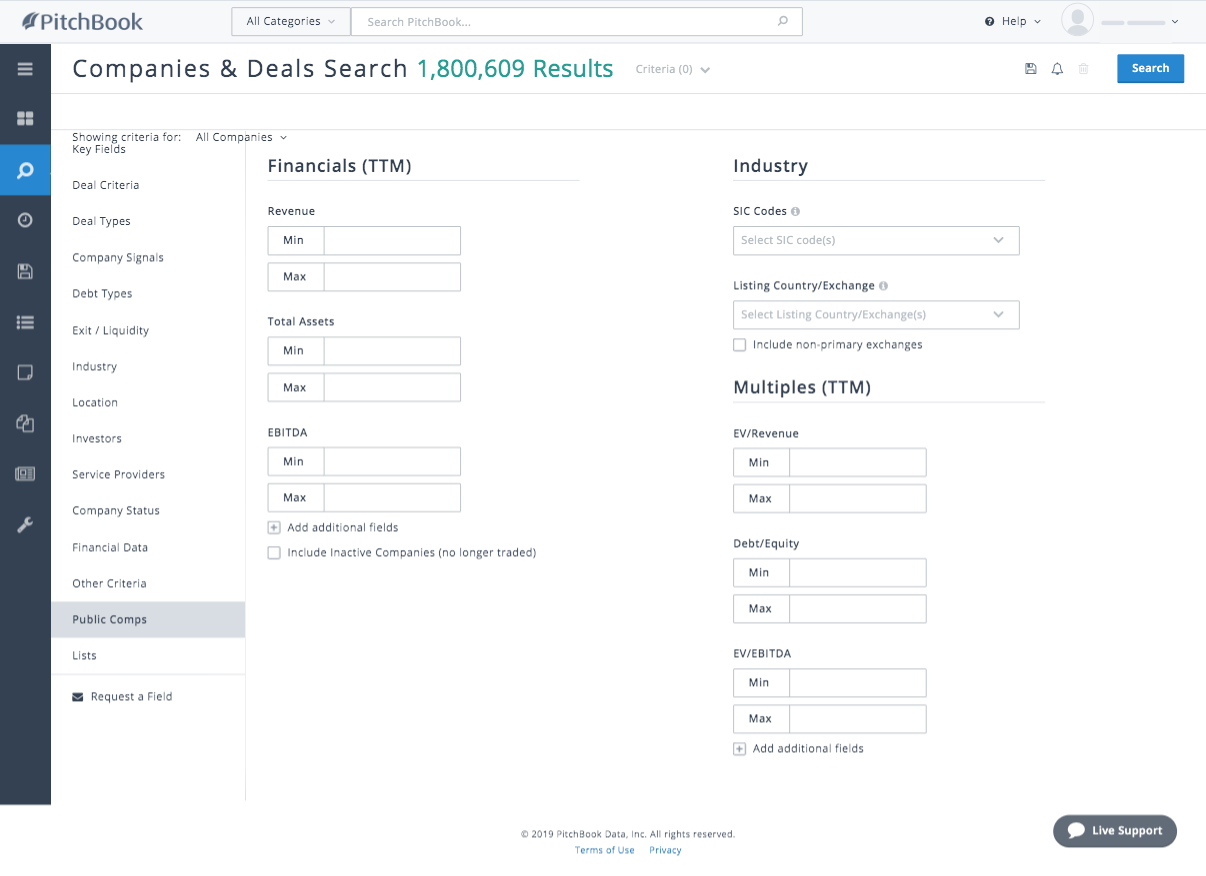 PitchBook
All Categories
Search PitchBook...
Help
Companies & Deals Search 1,800,609 Results
Criteria (0)
Search
Showing criteria for: All Companies
Key Fields
Deal Criteria
Deal Types
Company Signals
Debt Types
Exit / Liquidity
Industry
Location
Investors
Service Providers
Company Status
Financial Data
Other Criteria
Public Comps
Lists
Request a Field
Financials (TTM)
Revenue
Min
Max
Total Assets
Min
Max
EBITDA
Min
Max
Add additional fields
Include Inactive Companies (no longer traded)
Industry
SIC Codes
Select SIC code(s)
Listing Country/Exchange
Select Listing Country/Exchange(s)
Include non-primary exchanges
Multiples (TTM)
EV/Revenue
Min
Max
Debt/Equity
Min
Max
EV/EBITDA
Min
Max
Add additional fields
© 2019 PitchBook Data, Inc. All rights reserved.
Terms of Use Privacy
Live Support